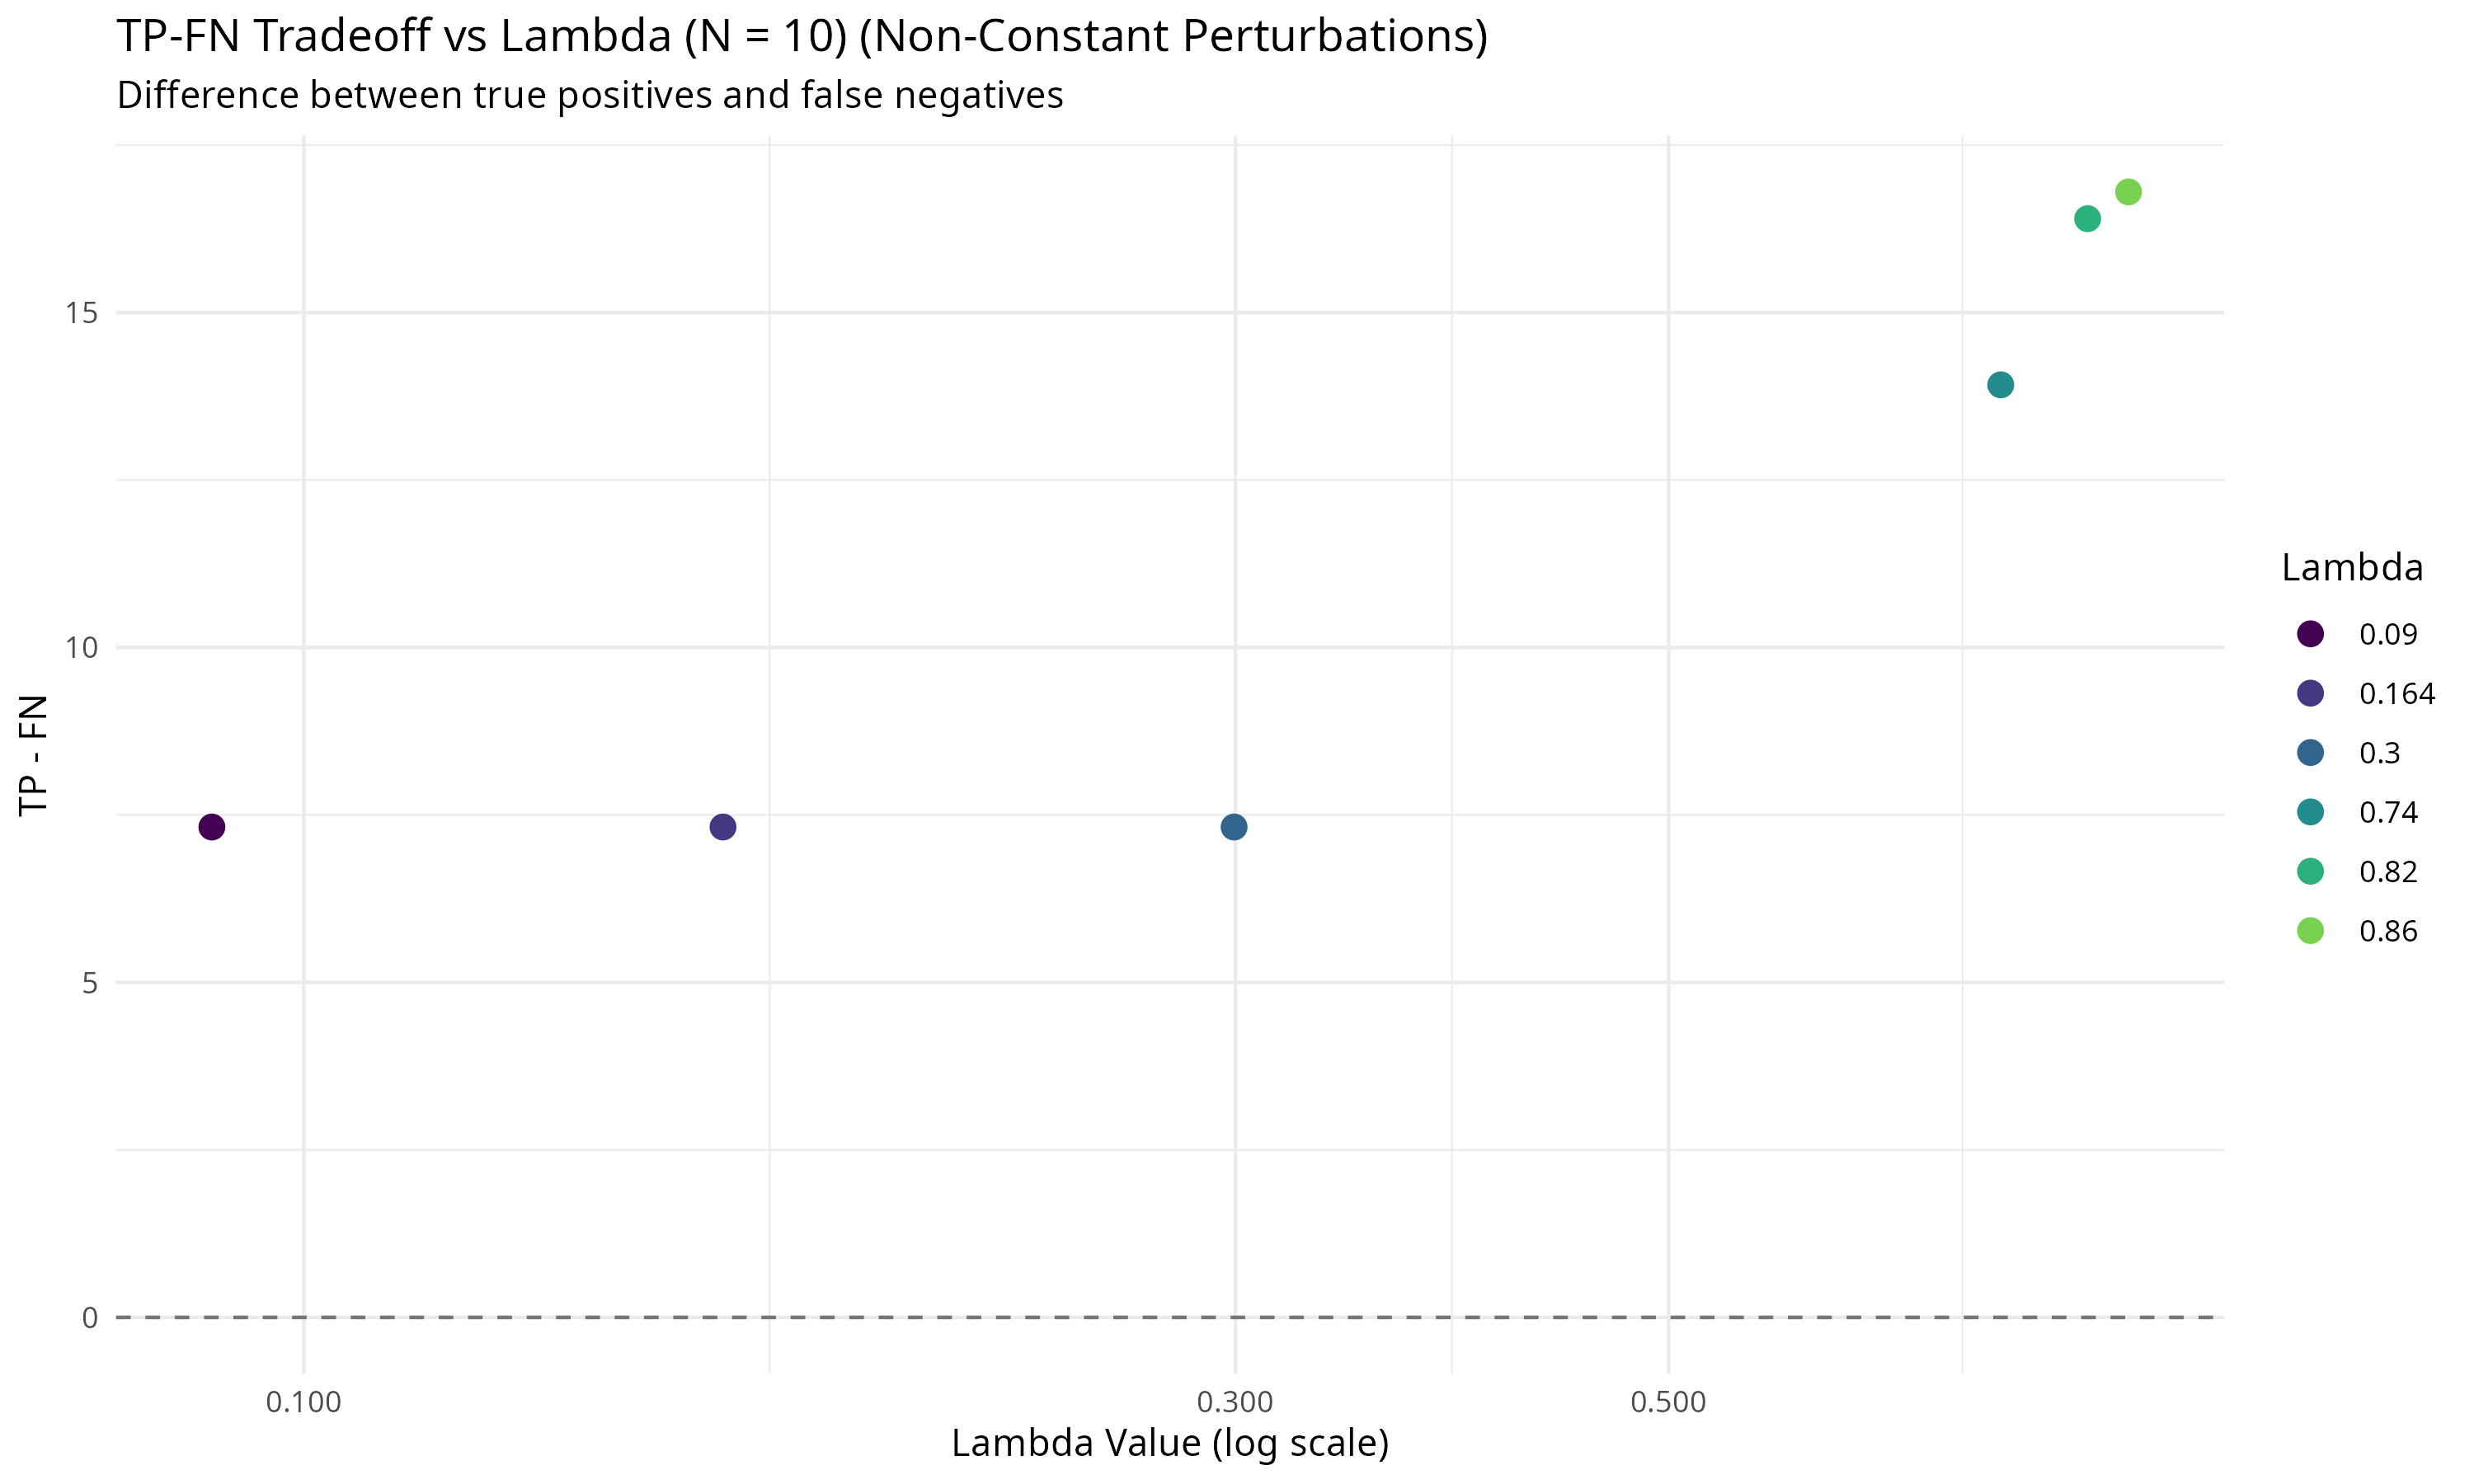 TP-FN Tradeoff vs Lambda (N = 10) (Non-Constant Perturbations)
Difference between true positives and false negatives
TP - FN
15
10
5
0
0.100
0.300
0.500
Lambda Value (log scale)
Lambda
0.09
0.164
0.3
0.74
0.82
0.86